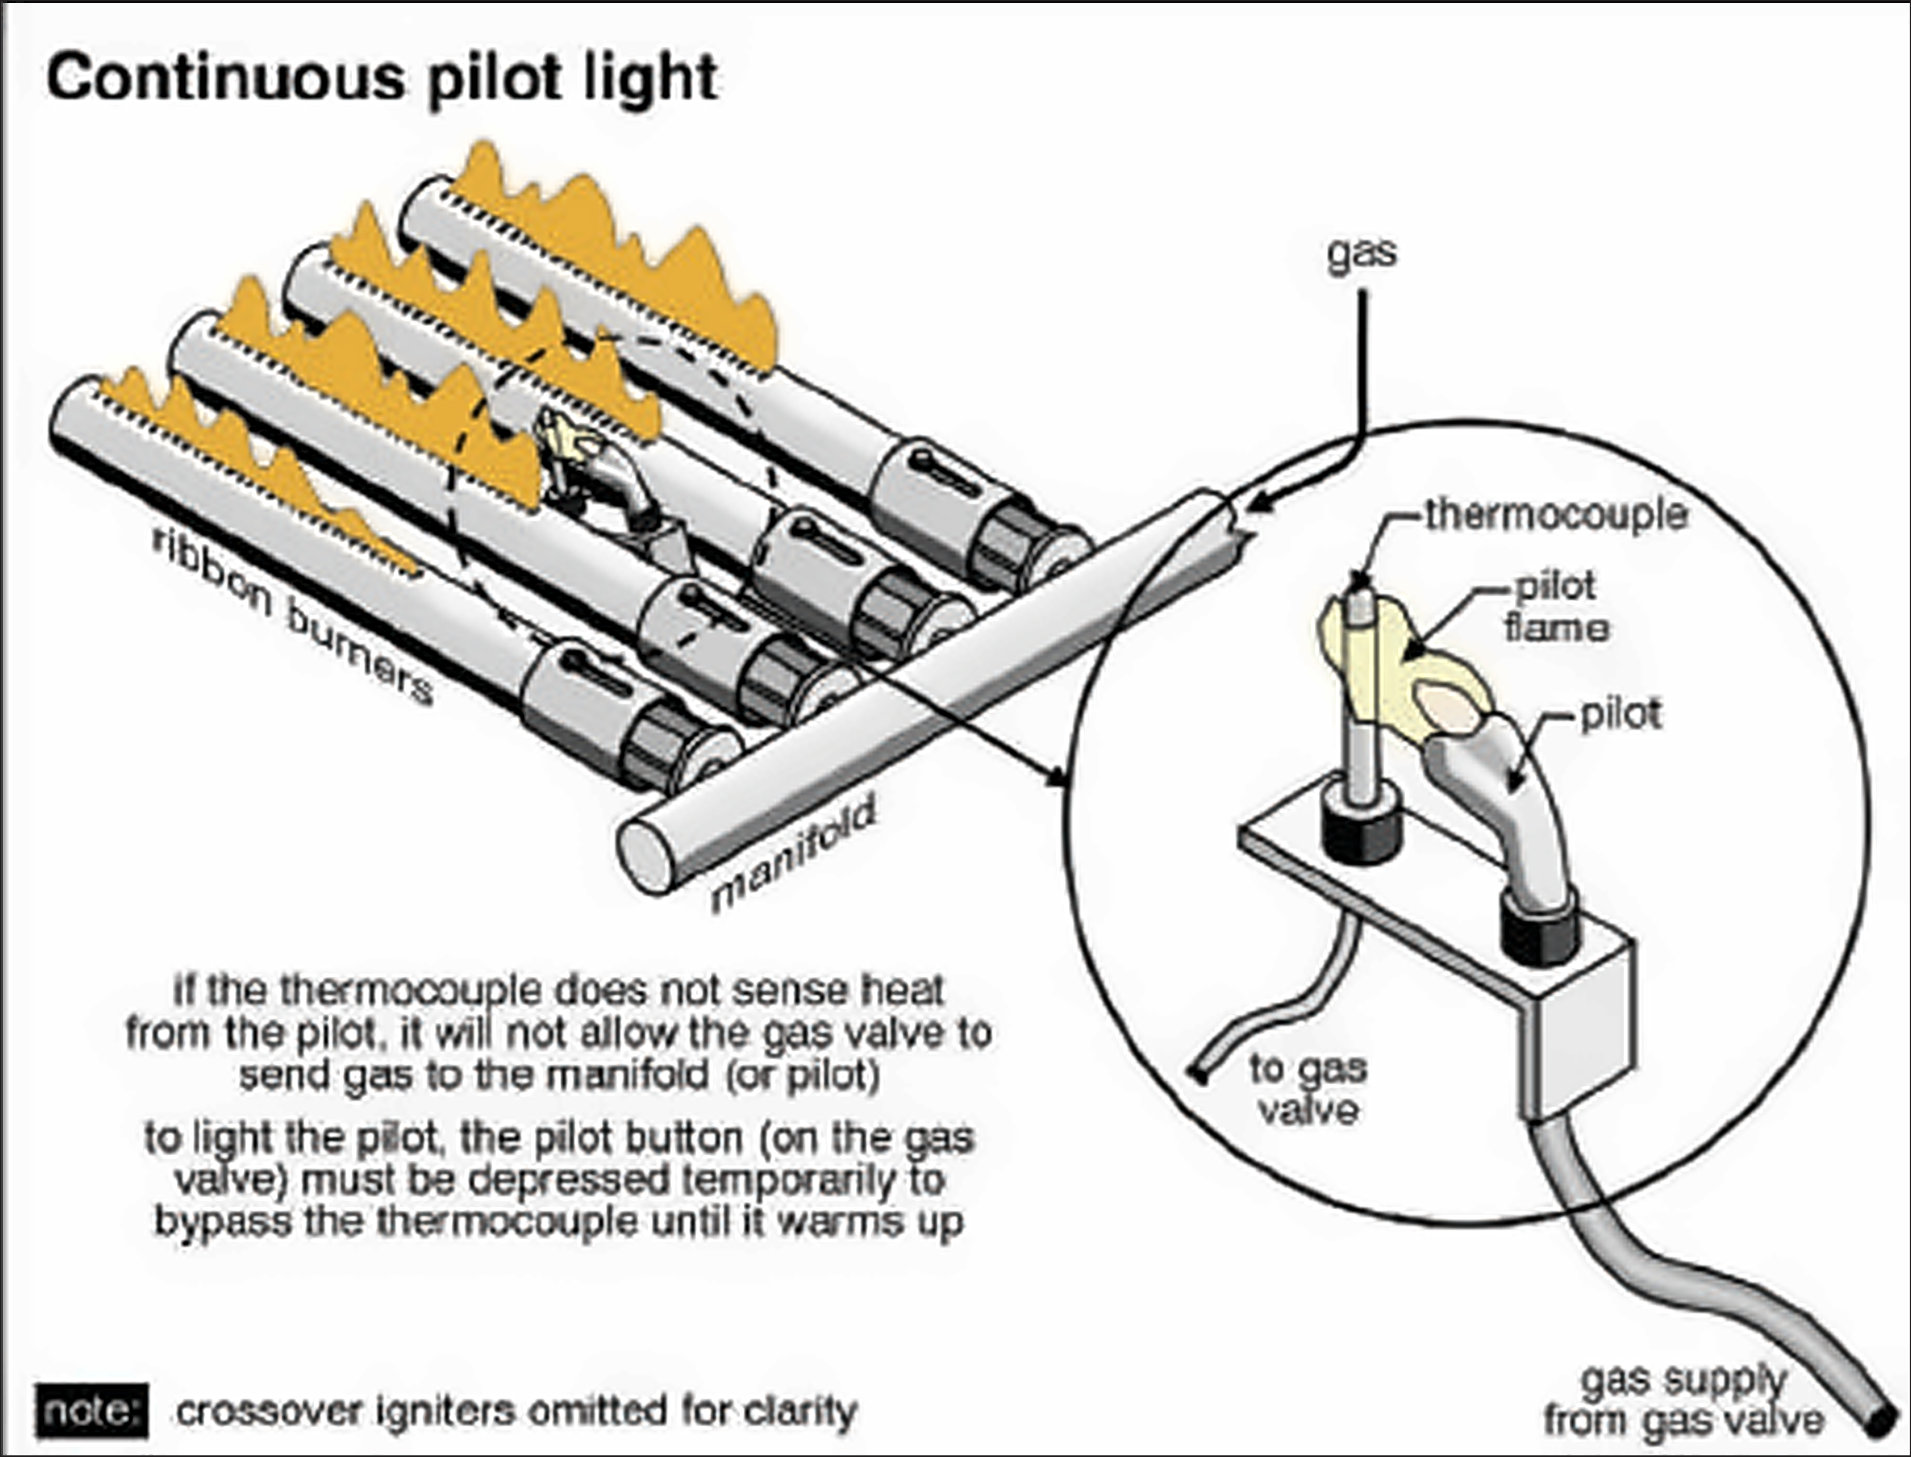 Continuous pilot light
gas
thermocouple
pilot
flame
pilot
ribbon burners
manifold
if the thermocouple does not sense heat
from the pilot, it will not allow the gas valve to
send gas to the manifold (or pilot)
to light the pilot, the pilot button (on the gas
valve) must be depressed temporarily to
bypass the thermocouple until it warms up
to gas
valve
gas supply
from gas valve
note: crossover igniters omitted for clarity